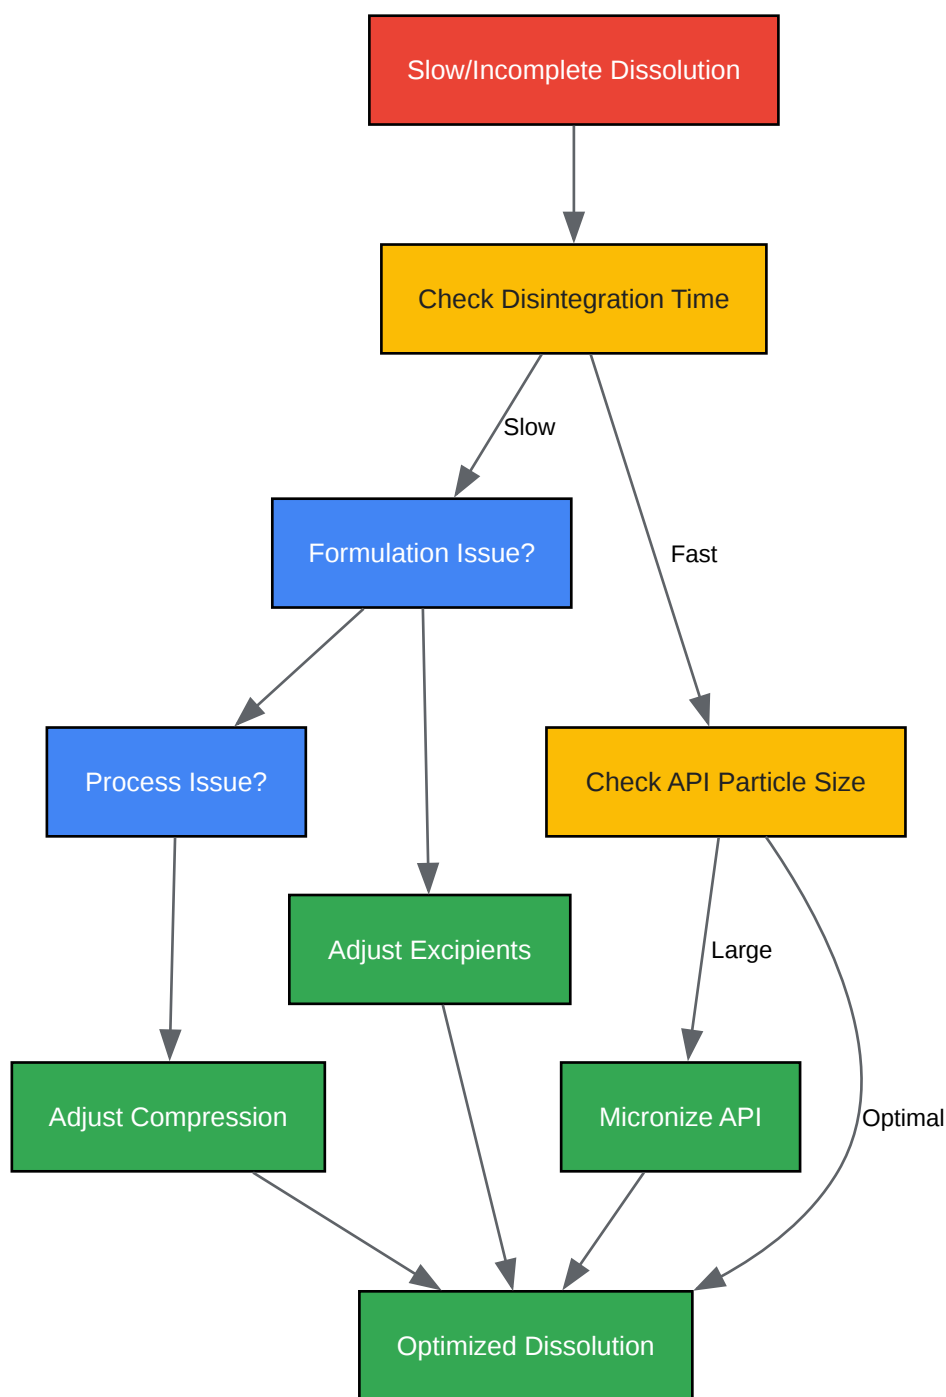 Slow/Incomplete Dissolution
Check Disintegration Time
Slow
Formulation Issue?
Fast
Process Issue?
Check API Particle Size
Adjust Excipients
Large
Adjust Compression
Micronize API
Optimal
Optimized Dissolution